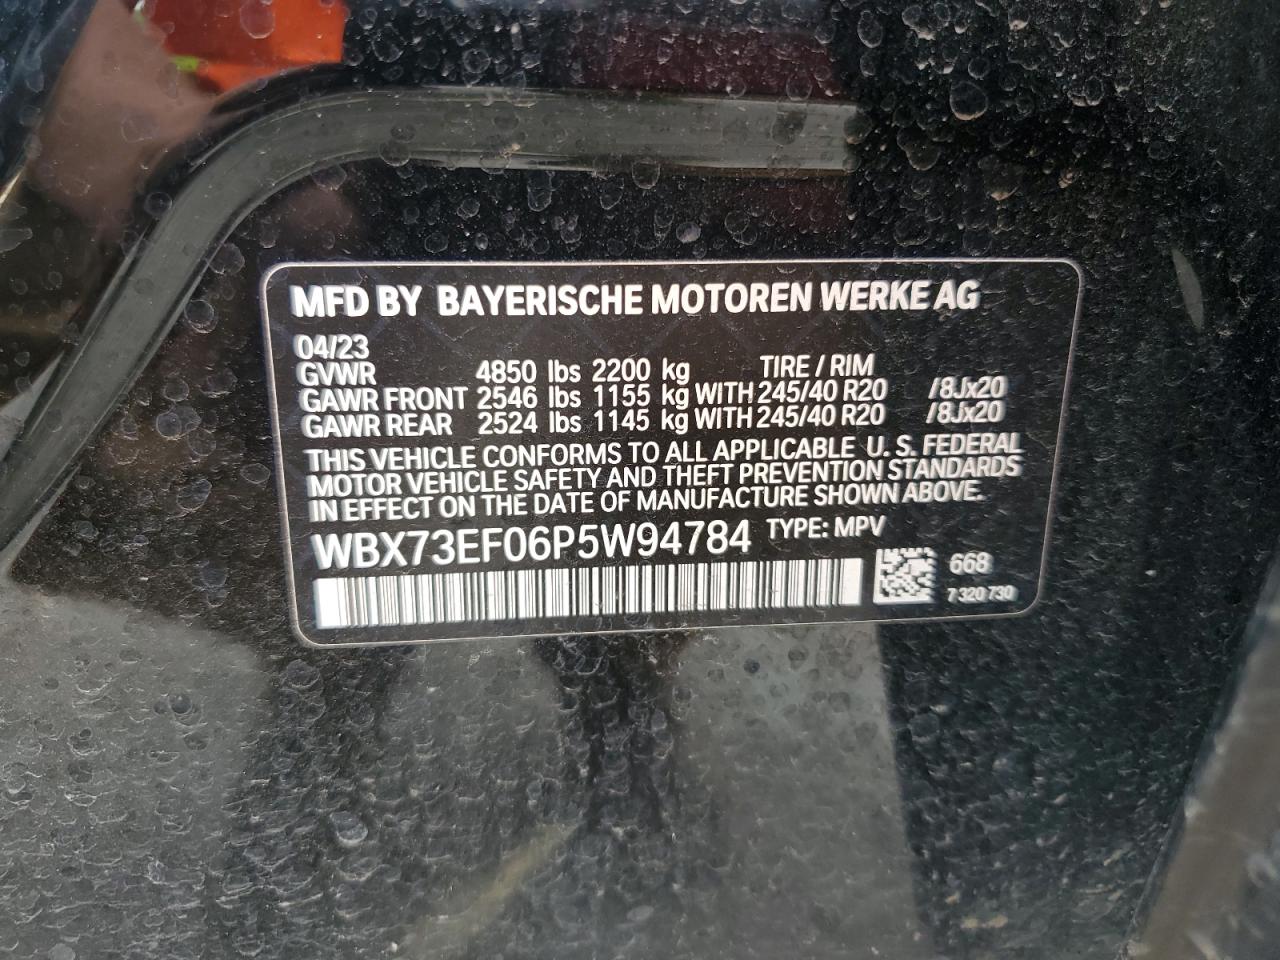 MFD BY BAYERISCHE MOTOREN WERKE AG
04/23
GVWR 4850 lbs 2200 kg TIRE / RIM
GAWR FRONT 2546 lbs 1155 kg WITH 245/40 R20 /8Jx20
GAWR REAR 2524 lbs 1145 kg WITH 245/40 R20 /8Jx20
THIS VEHICLE CONFORMS TO ALL APPLICABLE U. S. FEDERAL
MOTOR VEHICLE SAFETY AND THEFT PREVENTION STANDARDS
IN EFFECT ON THE DATE OF MANUFACTURE SHOWN ABOVE.
WBX73EF06P5W94784 TYPE: MPV
668
7 320 730